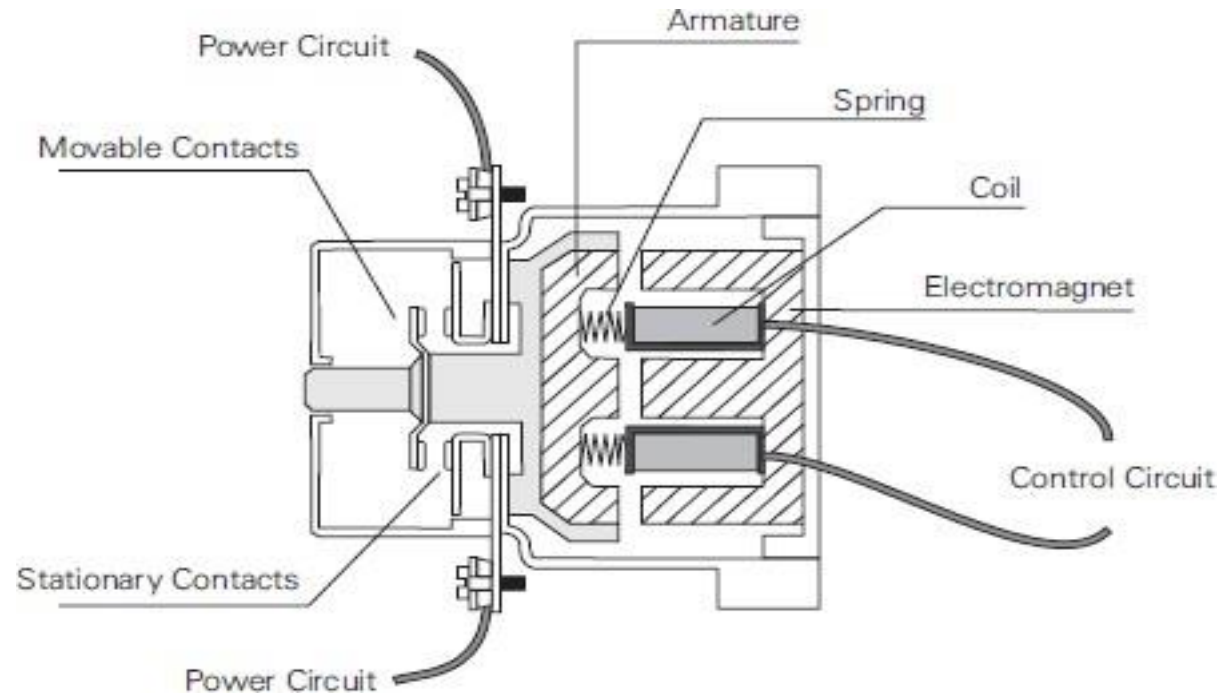 Armature
Power Circuit
Spring
Movable Contacts
Coil
Electromagnet
Control Circuit
Stationary Contacts
Power Circuit